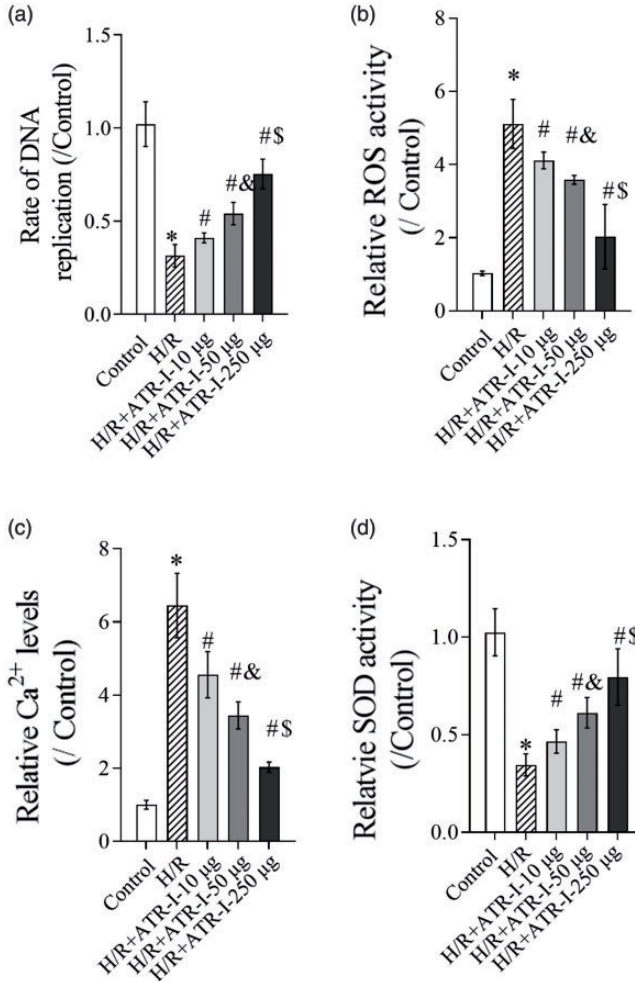 (a)
Rate of DNA
replication (/Control)
1.5
1.0
0.5
0.0
*
#
#&
#$
Control
H/R
H/R+ATR-I-10 µg
H/R+ATR-I-50 µg
H/R+ATR-I-250 µg
(b)
Relative ROS activity
(/ Control)
8
6
4
2
0
*
#
#&
#$
Control
H/R
H/R+ATR-I-10 µg
H/R+ATR-I-50 µg
H/R+ATR-I-250 µg
(c)
Relative Ca²⁺ levels
(/ Control)
8
6
4
2
0
*
#
#&
#$
Control
H/R
H/R+ATR-I-10 µg
H/R+ATR-I-50 µg
H/R+ATR-I-250 µg
(d)
Relatvie SOD activity
(/Control)
1.5
1.0
0.5
0.0
*
#
#&
#$
Control
H/R
H/R+ATR-I-10 µg
H/R+ATR-I-50 µg
H/R+ATR-I-250 µg